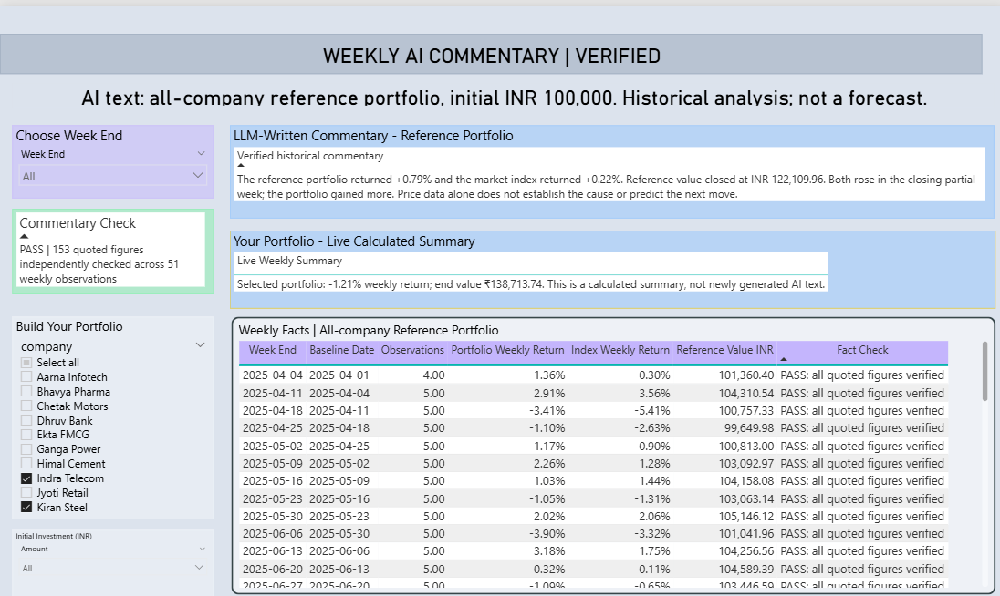 WEEKLY AI COMMENTARY | VERIFIED
AI text: all-company reference portfolio, initial INR 100,000. Historical analysis; not a forecast.
Choose Week End
Week End
All
Commentary Check
PASS | 153 quoted figures
independently checked across 51
weekly observations
Build Your Portfolio
company
Select all
Aarna Infotech
Bhavya Pharma
Chetak Motors
Dhruv Bank
Ekta FMCG
Ganga Power
Himal Cement
Indra Telecom
Jyoti Retail
Kiran Steel
Initial Investment (INR)
Amount
All
LLM-Written Commentary - Reference Portfolio
Verified historical commentary
The reference portfolio returned +0.79% and the market index returned +0.22%. Reference value closed at INR 122,109.96. Both rose in the closing partial
week; the portfolio gained more. Price data alone does not establish the cause or predict the next move.
Your Portfolio - Live Calculated Summary
Live Weekly Summary
Selected portfolio: -1.21% weekly return; end value ₹138,713.74. This is a calculated summary, not newly generated AI text.
Weekly Facts | All-company Reference Portfolio
Week End Baseline Date Observations Portfolio Weekly Return Index Weekly Return Reference Value INR Fact Check
2025-04-04 2025-04-01 4.00 1.36% 0.30% 101,360.40 PASS: all quoted figures verified
2025-04-11 2025-04-04 5.00 2.91% 3.56% 104,310.54 PASS: all quoted figures verified
2025-04-18 2025-04-11 5.00 -3.41% -5.41% 100,757.33 PASS: all quoted figures verified
2025-04-25 2025-04-18 5.00 -1.10% -2.63% 99,649.98 PASS: all quoted figures verified
2025-05-02 2025-04-25 5.00 1.17% 0.90% 100,813.00 PASS: all quoted figures verified
2025-05-09 2025-05-02 5.00 2.26% 1.28% 103,092.97 PASS: all quoted figures verified
2025-05-16 2025-05-09 5.00 1.03% 1.44% 104,158.08 PASS: all quoted figures verified
2025-05-23 2025-05-16 5.00 -1.05% -1.31% 103,063.14 PASS: all quoted figures verified
2025-05-30 2025-05-23 5.00 2.02% 2.06% 105,146.12 PASS: all quoted figures verified
2025-06-06 2025-05-30 5.00 -3.90% -3.32% 101,041.96 PASS: all quoted figures verified
2025-06-13 2025-06-06 5.00 3.18% 1.75% 104,256.56 PASS: all quoted figures verified
2025-06-20 2025-06-13 5.00 0.32% 0.11% 104,589.39 PASS: all quoted figures verified
2025-06-27 2025-06-20 5.00 -1.09% -0.65% 103,446.59 PASS: all quoted figures verified